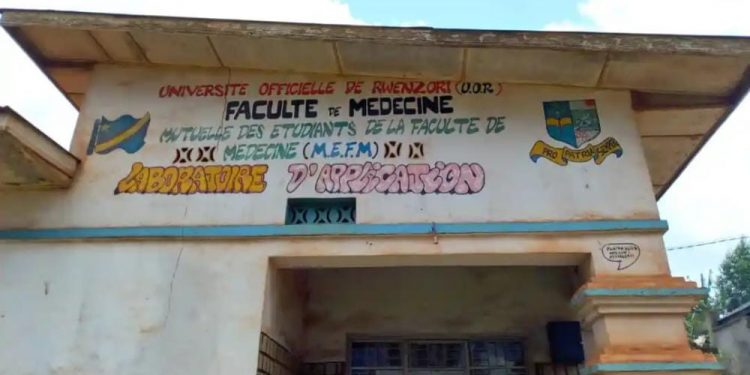 UNIVERSITE OFFICIELLE DE RWENZORI (U.O.R)
FACULTE DE MEDECINE
MUTUELLE DES ETUDIANTS DE LA FACULTE DE
MEDECINE (M.E.F.M)
LABORATOIRE D'APPLICATION
PRO PATRIA